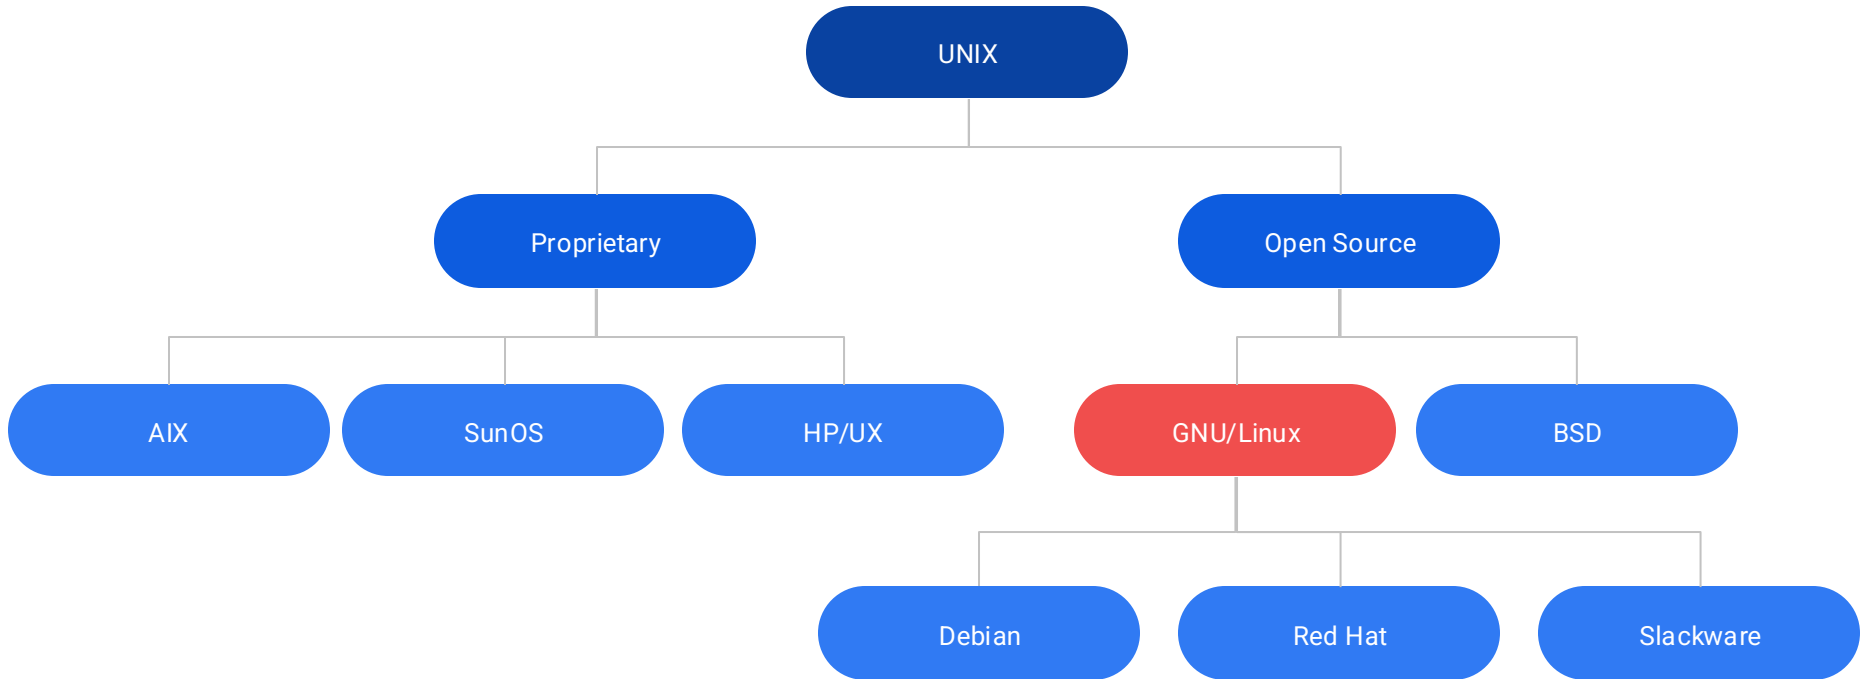 UNIX
Proprietary
Open Source
AIX
SunOS
HP/UX
GNU/Linux
BSD
Debian
Red Hat
Slackware